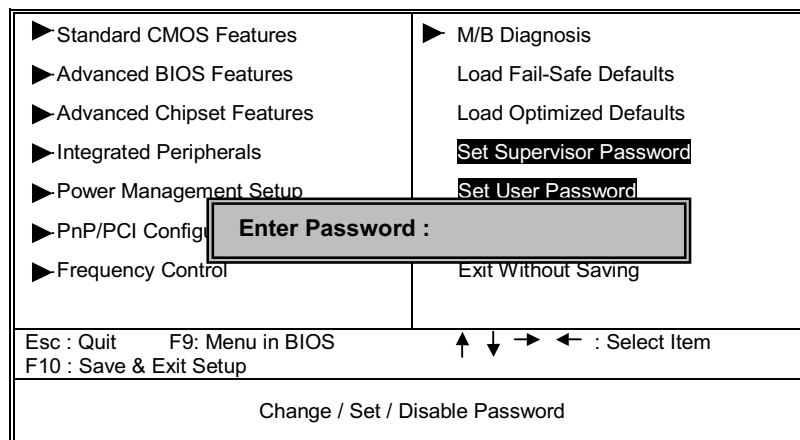 Standard CMOS Features
Advanced BIOS Features
Advanced Chipset Features
Integrated Peripherals
Power Management Setup
PnP/PCI
Frequency Control
M/B Diagnosis
Load Fail-Safe Defaults
Load Optimized Defaults
Set Supervisor Password
Set User Password
Exit Without Saving
Enter Password :
Esc : Quit F9: Menu in BIOS ↑ ↓ → ← : Select Item
F10 : Save & Exit Setup
Change / Set / Disable Password